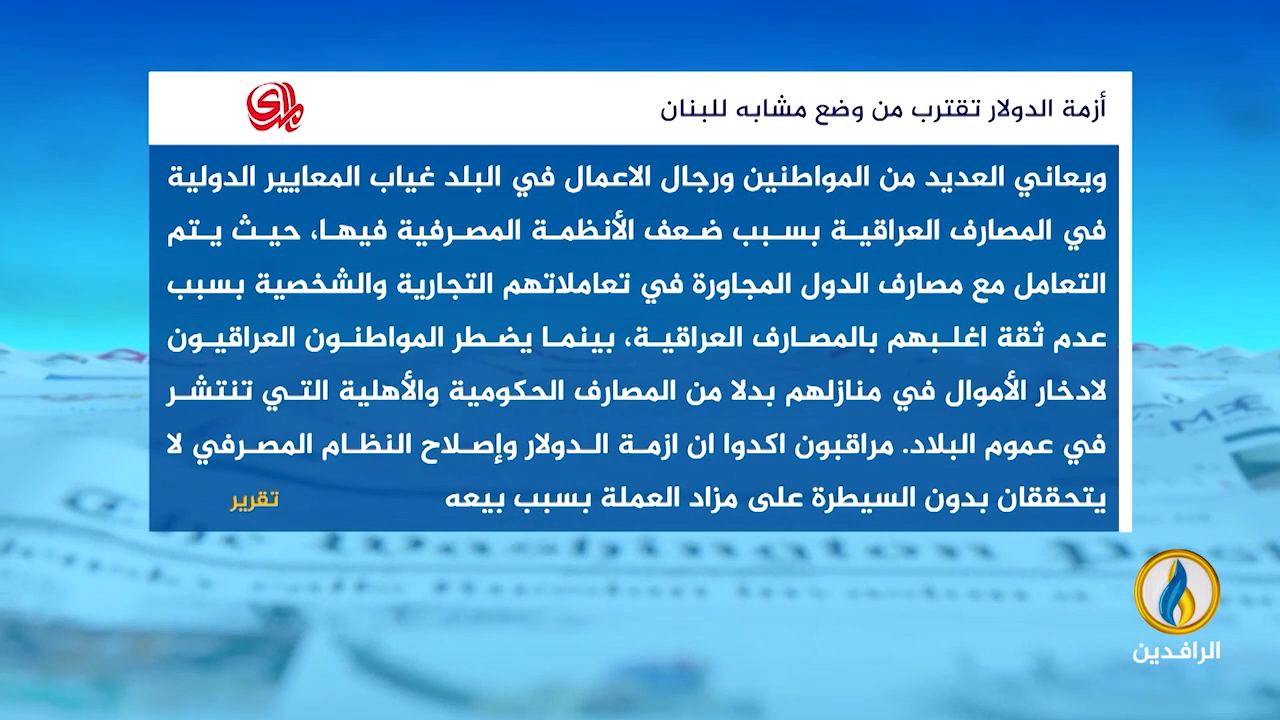 أزمة الدولار تقترب من وضع مشابه للبنان
المدى
ويعاني العديد من المواطنين ورجال الاعمال في البلد غياب المعايير الدولية
في المصارف العراقية بسبب ضعف الأنظمة المصرفية فيها، حيث يتم
التعامل مع مصارف الدول المجاورة في تعاملاتهم التجارية والشخصية بسبب
عدم ثقة اغلبهم بالمصارف العراقية، بينما يضطر المواطنون العراقيون
لادخار الأموال في منازلهم بدلا من المصارف الحكومية والأهلية التي تنتشر
في عموم البلاد. مراقبون اكدوا ان ازمة الدولار وإصلاح النظام المصرفي لا
يتحققان بدون السيطرة على مزاد العملة بسبب بيعه
تقرير
الرافدين